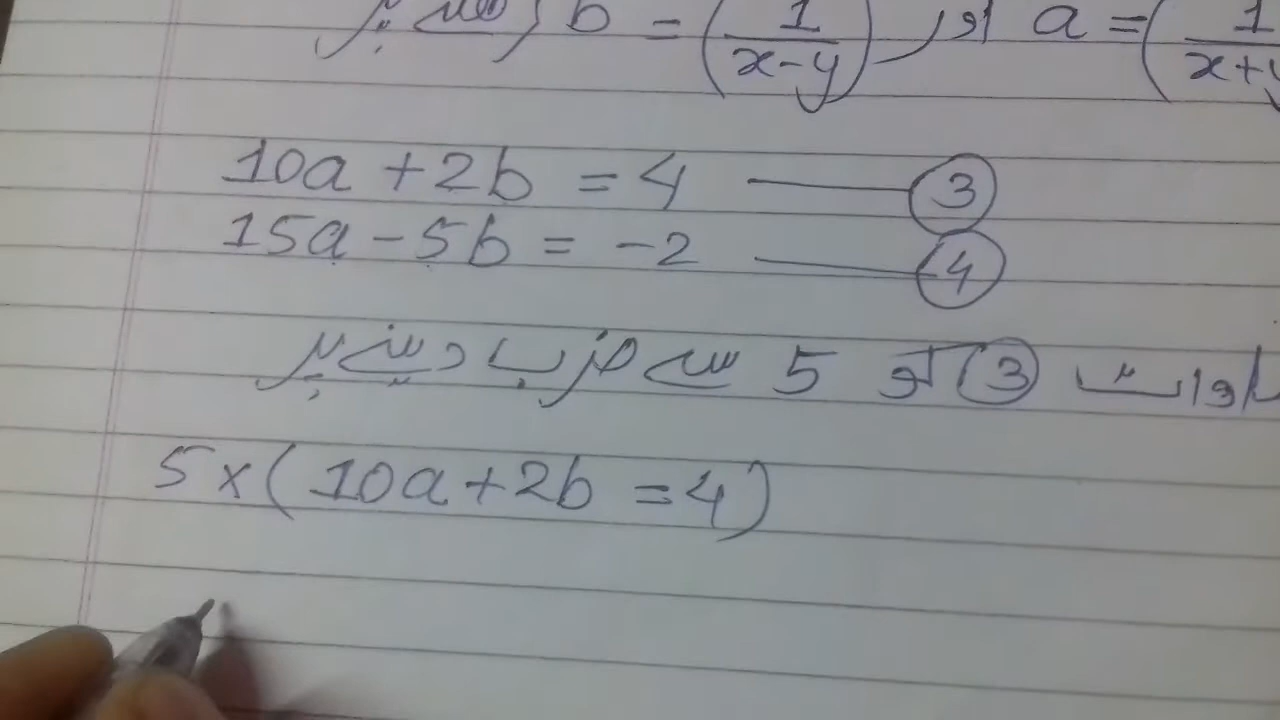 a = (1/x+y) اور b = (1/x-y)
10a + 2b = 4 — 3
15a - 5b = -2 — 4
3 کو 5 سے ضرب دینے پر
5 x (10a + 2b = 4)